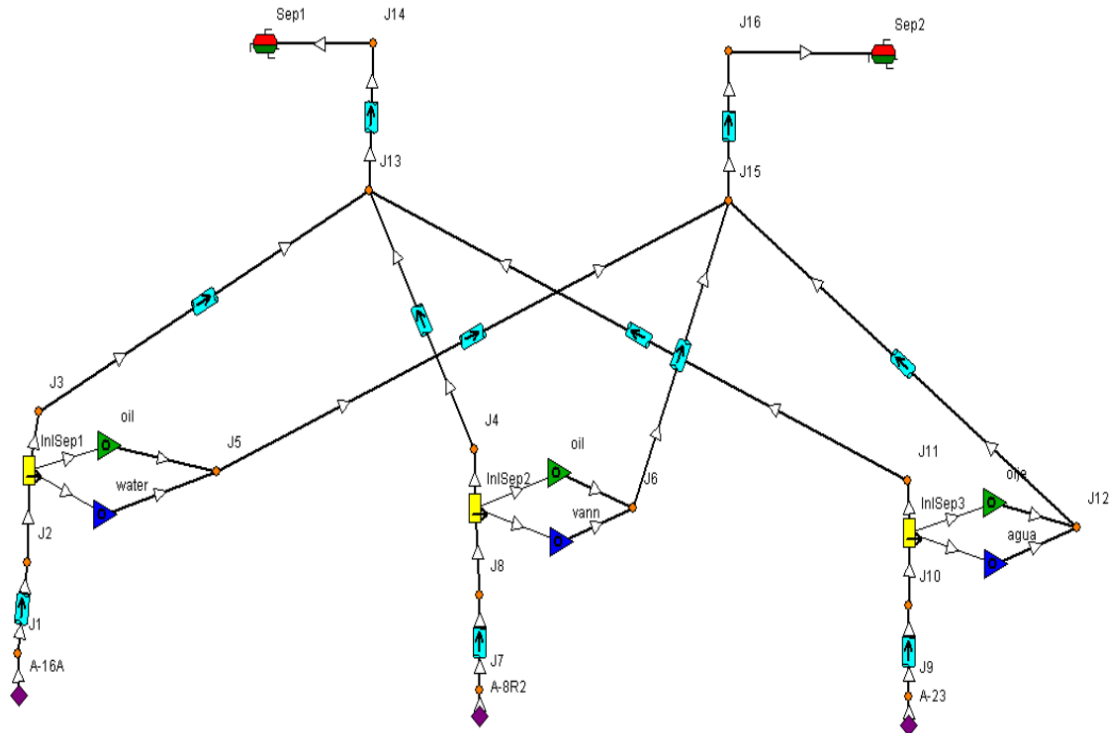 Sep1
J14
J16
Sep2
J13
J15
J3
oil
J5
InlSep1
water
J2
J1
A-16A
J4
oil
J6
InlSep2
vann
J8
J7
A-8R2
J11
olje
J12
InlSep3
agua
J10
J9
A-23